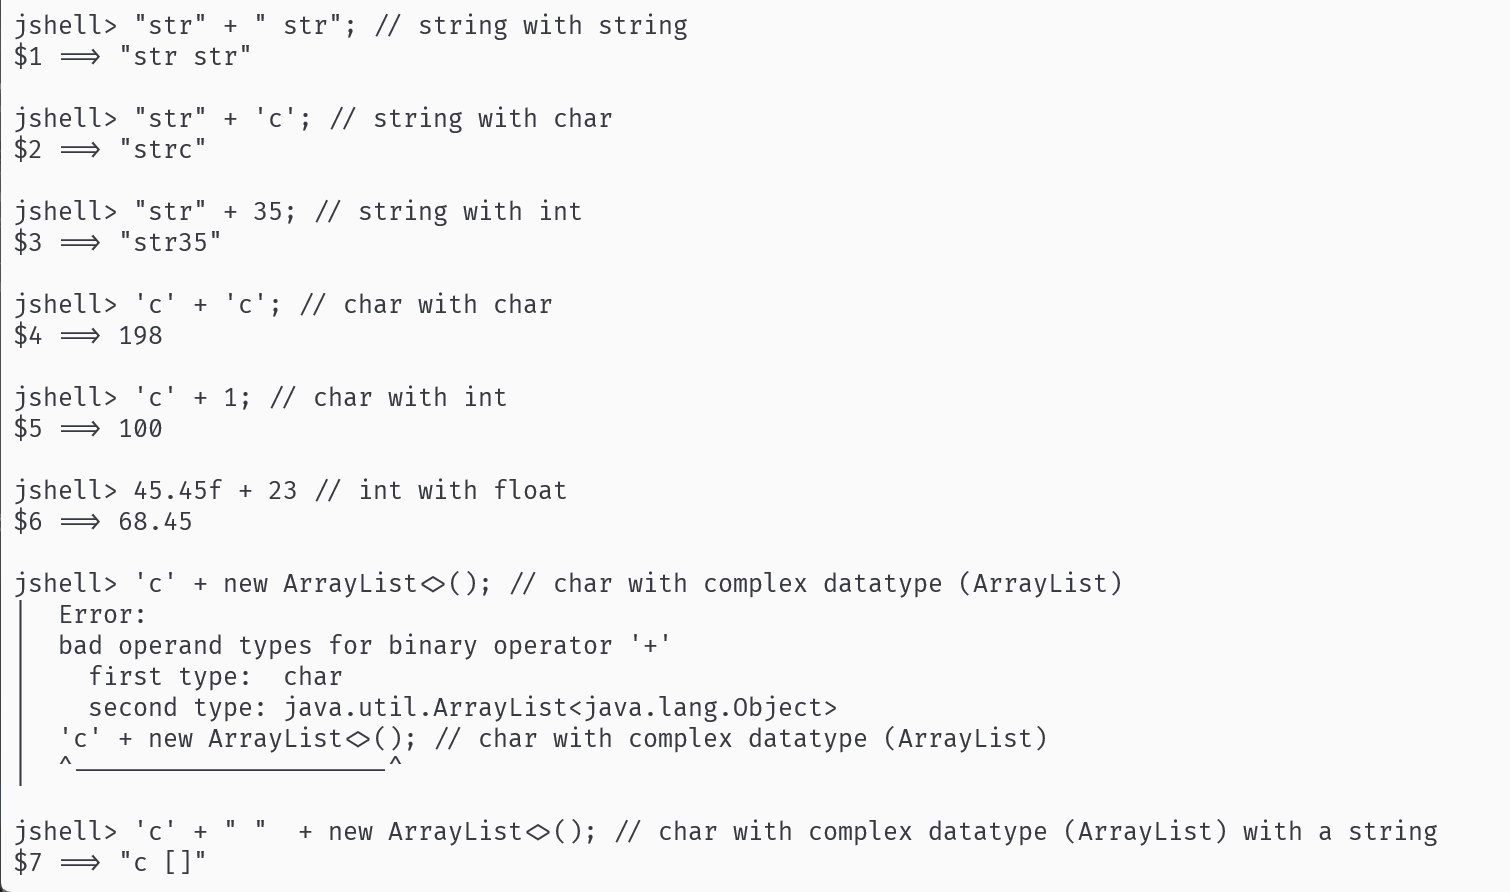 jshell> "str" + " str"; // string with string
$1 ==> "str str"
jshell> "str" + 'c'; // string with char
$2 ==> "strc"
jshell> "str" + 35; // string with int
$3 ==> "str35"
jshell> 'c' + 'c'; // char with char
$4 ==> 198
jshell> 'c' + 1; // char with int
$5 ==> 100
jshell> 45.45f + 23 // int with float
$6 ==> 68.45
jshell> 'c' + new ArrayList<>(); // char with complex datatype (ArrayList)
|  Error:
|  bad operand types for binary operator '+'
|    first type:  char
|    second type: java.util.ArrayList<java.lang.Object>
|  'c' + new ArrayList<>(); // char with complex datatype (ArrayList)
|  ^---------------------^
jshell> 'c' + " "  + new ArrayList<>(); // char with complex datatype (ArrayList) with a string
$7 ==> "c []"